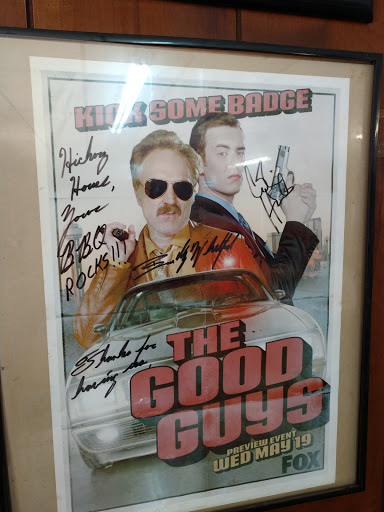 KICK SOME BADGE
Hickory
House,
Your
BBQ
ROCKS!!!
Thanks for
having us,
THE
GOOD
GUYS
PREVIEW EVENT
WED MAY 19
FOX